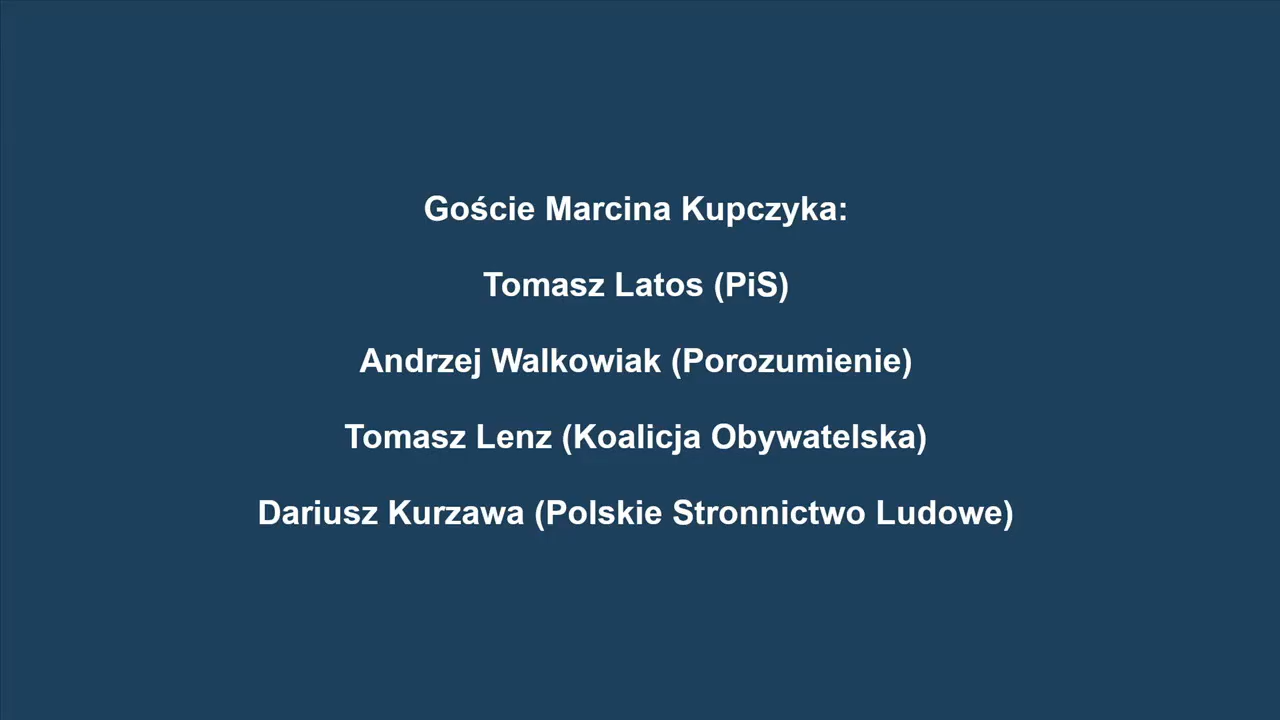 Goście Marcina Kupczyka:
Tomasz Latos (PiS)
Andrzej Walkowiak (Porozumienie)
Tomasz Lenz (Koalicja Obywatelska)
Dariusz Kurzawa (Polskie Stronnictwo Ludowe)